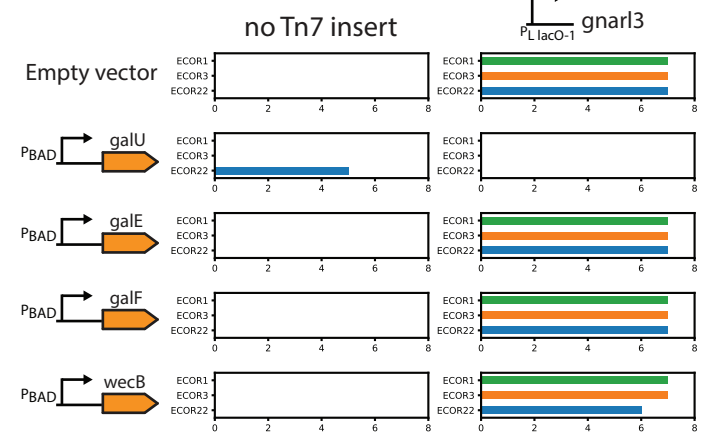 no Tn7 insert
PL lacO-1 gnarl3
Empty vector
ECOR1
ECOR3
ECOR22
0 2 4 6 8
ECOR1
ECOR3
ECOR22
0 2 4 6 8
PBAD galU
ECOR1
ECOR3
ECOR22
0 2 4 6 8
ECOR1
ECOR3
ECOR22
0 2 4 6 8
PBAD galE
ECOR1
ECOR3
ECOR22
0 2 4 6 8
ECOR1
ECOR3
ECOR22
0 2 4 6 8
PBAD galF
ECOR1
ECOR3
ECOR22
0 2 4 6 8
ECOR1
ECOR3
ECOR22
0 2 4 6 8
PBAD wecB
ECOR1
ECOR3
ECOR22
0 2 4 6 8
ECOR1
ECOR3
ECOR22
0 2 4 6 8